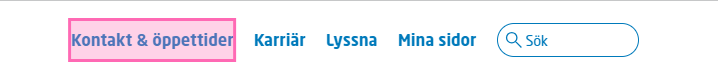 Kontakt & öppettider Karriär Lyssna Mina sidor Sök